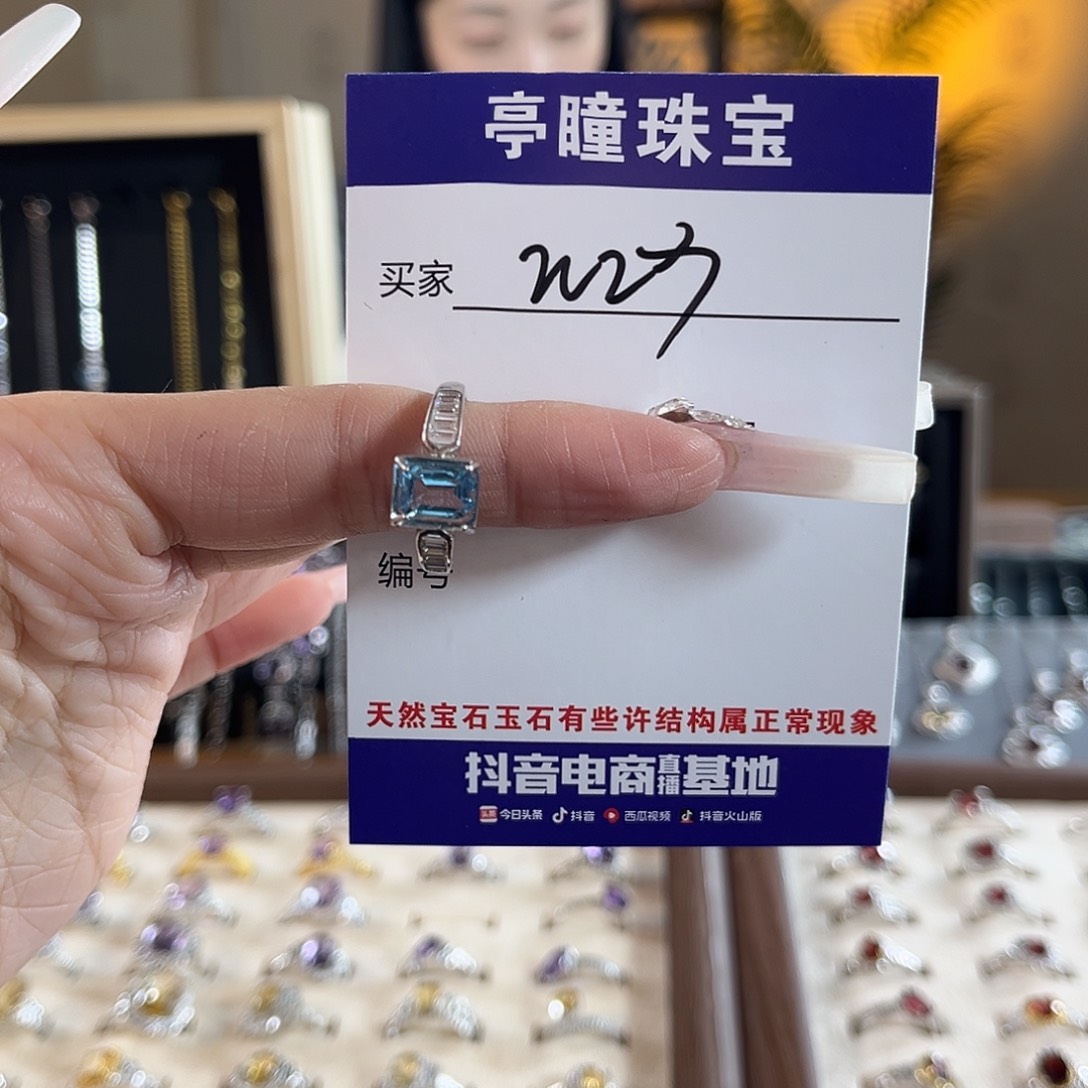 亭瞳珠宝
买家
编号
天然宝石玉石有些许结构属正常现象
抖音电商直播基地
头条 今日头条 抖音 西瓜视频 抖音火山版